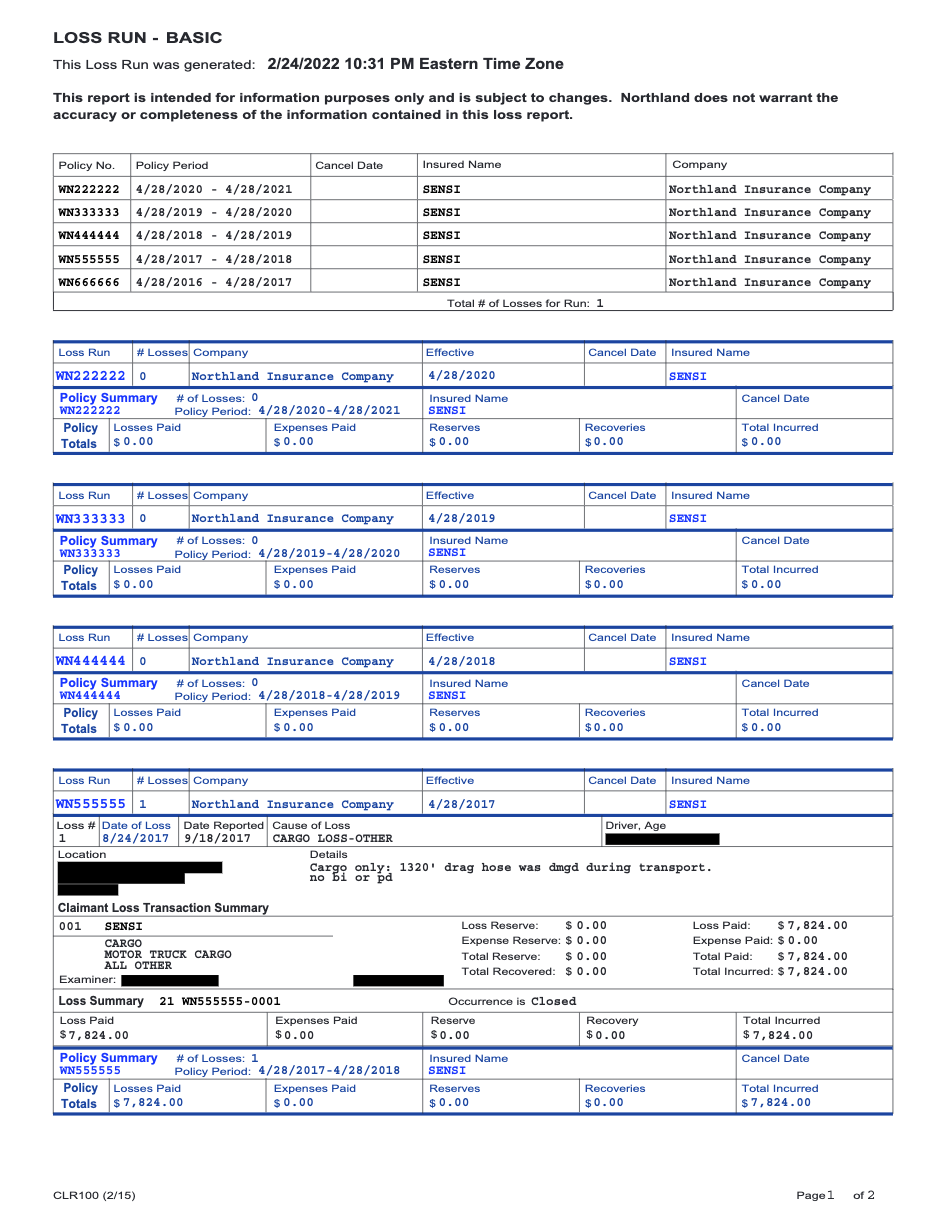 LOSS RUN - BASIC
This Loss Run was generated: 2/24/2022 10:31 PM Eastern Time Zone
This report is intended for information purposes only and is subject to changes. Northland does not warrant the
accuracy or completeness of the information contained in this loss report.
Policy No. Policy Period Cancel Date Insured Name Company
WN222222 4/28/2020 - 4/28/2021 SENSI Northland Insurance Company
WN333333 4/28/2019 - 4/28/2020 SENSI Northland Insurance Company
WN444444 4/28/2018 - 4/28/2019 SENSI Northland Insurance Company
WN555555 4/28/2017 - 4/28/2018 SENSI Northland Insurance Company
WN666666 4/28/2016 - 4/28/2017 SENSI Northland Insurance Company
Total # of Losses for Run: 1
Loss Run # Losses Company Effective Cancel Date Insured Name
WN222222 0 Northland Insurance Company 4/28/2020 SENSI
Policy Summary # of Losses: 0 Insured Name Cancel Date
WN222222 Policy Period: 4/28/2020-4/28/2021 SENSI
Policy Losses Paid Expenses Paid Reserves Recoveries Total Incurred
Totals $0.00 $0.00 $0.00 $0.00 $0.00
Loss Run # Losses Company Effective Cancel Date Insured Name
WN333333 0 Northland Insurance Company 4/28/2019 SENSI
Policy Summary # of Losses: 0 Insured Name Cancel Date
WN333333 Policy Period: 4/28/2019-4/28/2020 SENSI
Policy Losses Paid Expenses Paid Reserves Recoveries Total Incurred
Totals $0.00 $0.00 $0.00 $0.00 $0.00
Loss Run # Losses Company Effective Cancel Date Insured Name
WN444444 0 Northland Insurance Company 4/28/2018 SENSI
Policy Summary # of Losses: 0 Insured Name Cancel Date
WN444444 Policy Period: 4/28/2018-4/28/2019 SENSI
Policy Losses Paid Expenses Paid Reserves Recoveries Total Incurred
Totals $0.00 $0.00 $0.00 $0.00 $0.00
Loss Run # Losses Company Effective Cancel Date Insured Name
WN555555 1 Northland Insurance Company 4/28/2017 SENSI
Loss # Date of Loss Date Reported Cause of Loss Driver, Age
1 8/24/2017 9/18/2017 CARGO LOSS-OTHER
Location Details
Cargo only: 1320' drag hose was dmgd during transport.
no bi or pd
Claimant Loss Transaction Summary
001 SENSI Loss Reserve: $0.00 Loss Paid: $7,824.00
CARGO Expense Reserve: $0.00 Expense Paid: $0.00
MOTOR TRUCK CARGO Total Reserve: $0.00 Total Paid: $7,824.00
ALL OTHER Total Recovered: $0.00 Total Incurred: $7,824.00
Examiner:
Loss Summary 21 WN555555-0001 Occurrence is Closed
Loss Paid Expenses Paid Reserve Recovery Total Incurred
$7,824.00 $0.00 $0.00 $0.00 $7,824.00
Policy Summary # of Losses: 1 Insured Name Cancel Date
WN555555 Policy Period: 4/28/2017-4/28/2018 SENSI
Policy Losses Paid Expenses Paid Reserves Recoveries Total Incurred
Totals $7,824.00 $0.00 $0.00 $0.00 $7,824.00
CLR100 (2/15) Page 1 of 2